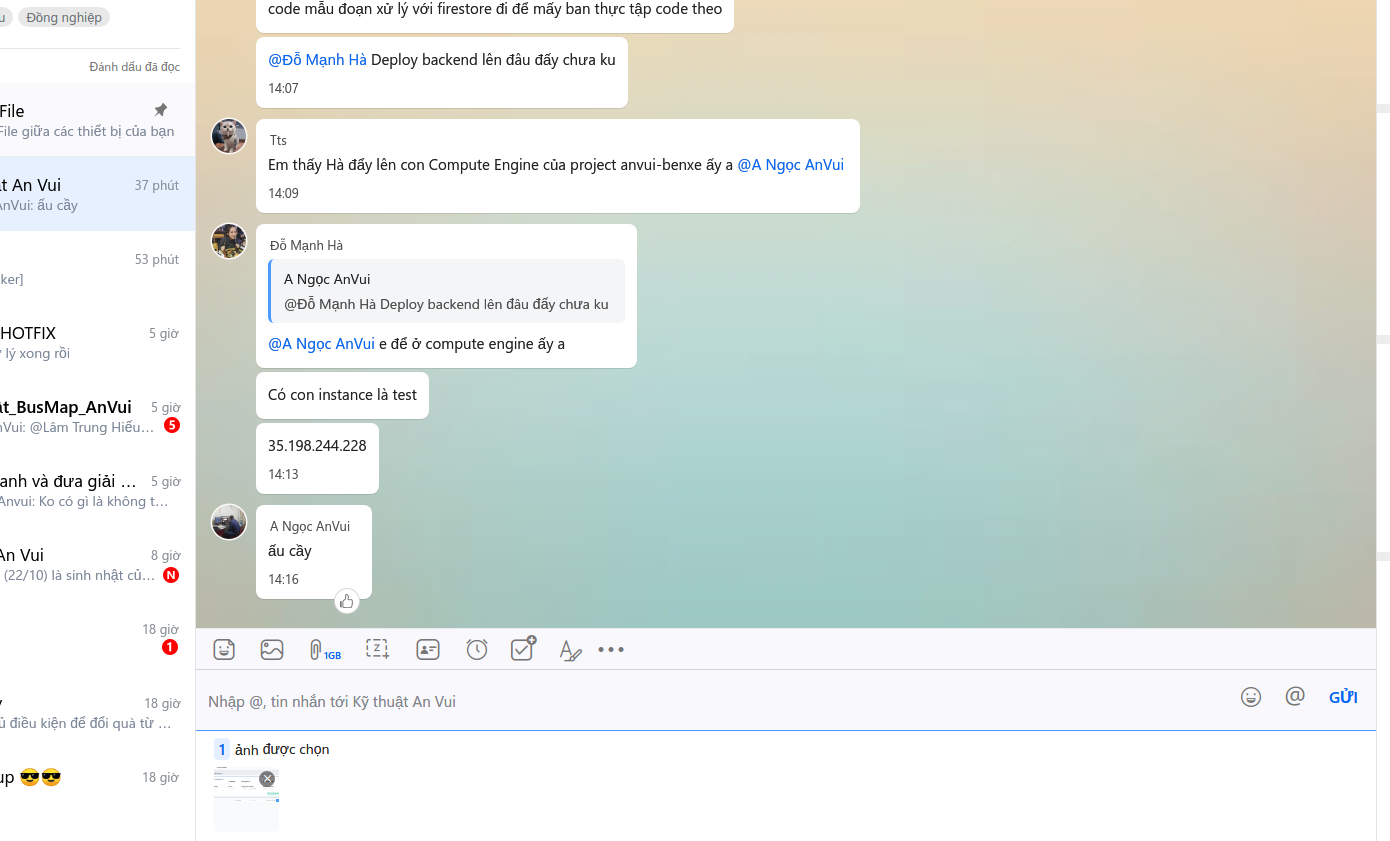 Đồng nghiệp
Đánh dấu đã đọc
File
File giữa các thiết bị của bạn
t An Vui
37 phút
AnVui: ấu cầy
53 phút
ker]
HOTFIX
5 giờ
lý xong rồi
ật_BusMap_AnVui
5 giờ
nVui: @Lâm Trung Hiếu...
5
anh và đưa giải ...
5 giờ
Anvui: Ko có gì là không t...
An Vui
8 giờ
(22/10) là sinh nhật củ...
N
18 giờ
1
18 giờ
ủ điều kiện để đổi quà từ ...
up 😎😎
18 giờ
code mẫu đoạn xử lý với firestore đi để mấy ban thực tập code theo
@Đỗ Mạnh Hà Deploy backend lên đâu đấy chưa ku
14:07
Tts
Em thấy Hà đẩy lên con Compute Engine của project anvui-benxe ấy a @A Ngọc AnVui
14:09
Đỗ Mạnh Hà
A Ngọc AnVui
@Đỗ Mạnh Hà Deploy backend lên đâu đấy chưa ku
@A Ngọc AnVui e để ở compute engine ấy a
Có con instance là test
35.198.244.228
14:13
A Ngọc AnVui
ấu cầy
14:16
1GB
Nhập @, tin nhắn tới Kỹ thuật An Vui
@
GỬI
1 ảnh được chọn